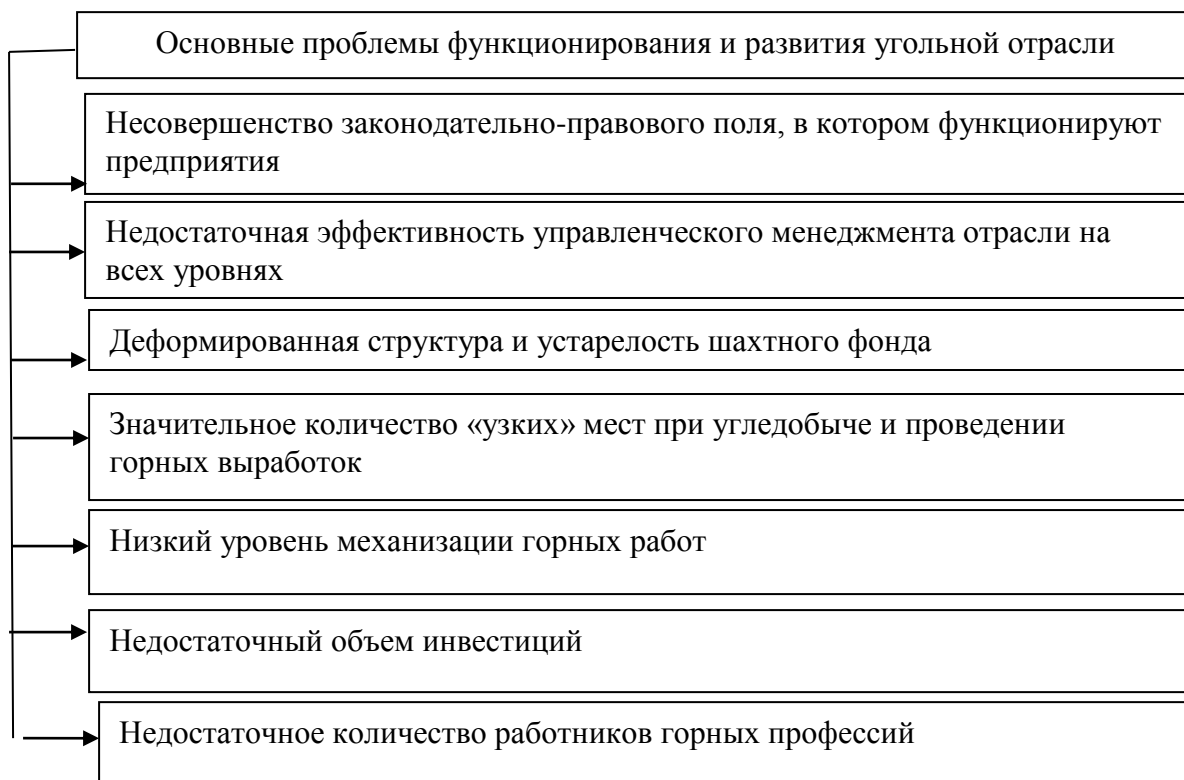 Основные проблемы функционирования и развития угольной отрасли
Несовершенство законодательно-правового поля, в котором функционируют
предприятия
Недостаточная эффективность управленческого менеджмента отрасли на
всех уровнях
Деформированная структура и устарелость шахтного фонда
Значительное количество «узких» мест при угледобыче и проведении
горных выработок
Низкий уровень механизации горных работ
Недостаточный объем инвестиций
Недостаточное количество работников горных профессий